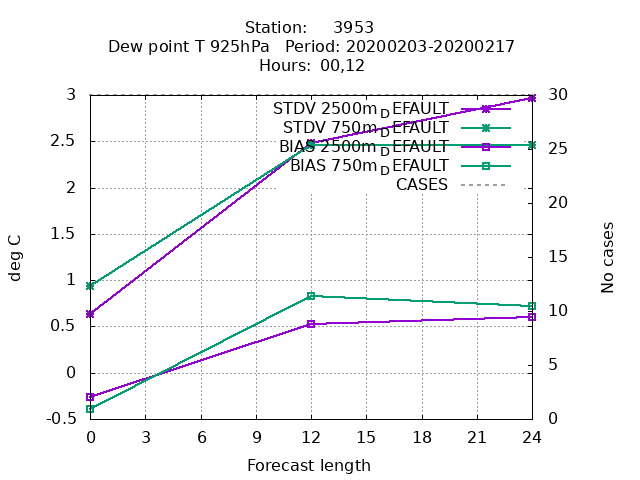 Station: 3953
Dew point T 925hPa Period: 20200203-20200217
Hours: 00,12
STDV 2500m_DEFAULT
STDV 750m_DEFAULT
BIAS 2500m_DEFAULT
BIAS 750m_DEFAULT
CASES
deg C
3
2.5
2
1.5
1
0.5
0
-0.5
30
25
20
15
10
5
0
No cases
0 3 6 9 12 15 18 21 24
Forecast length